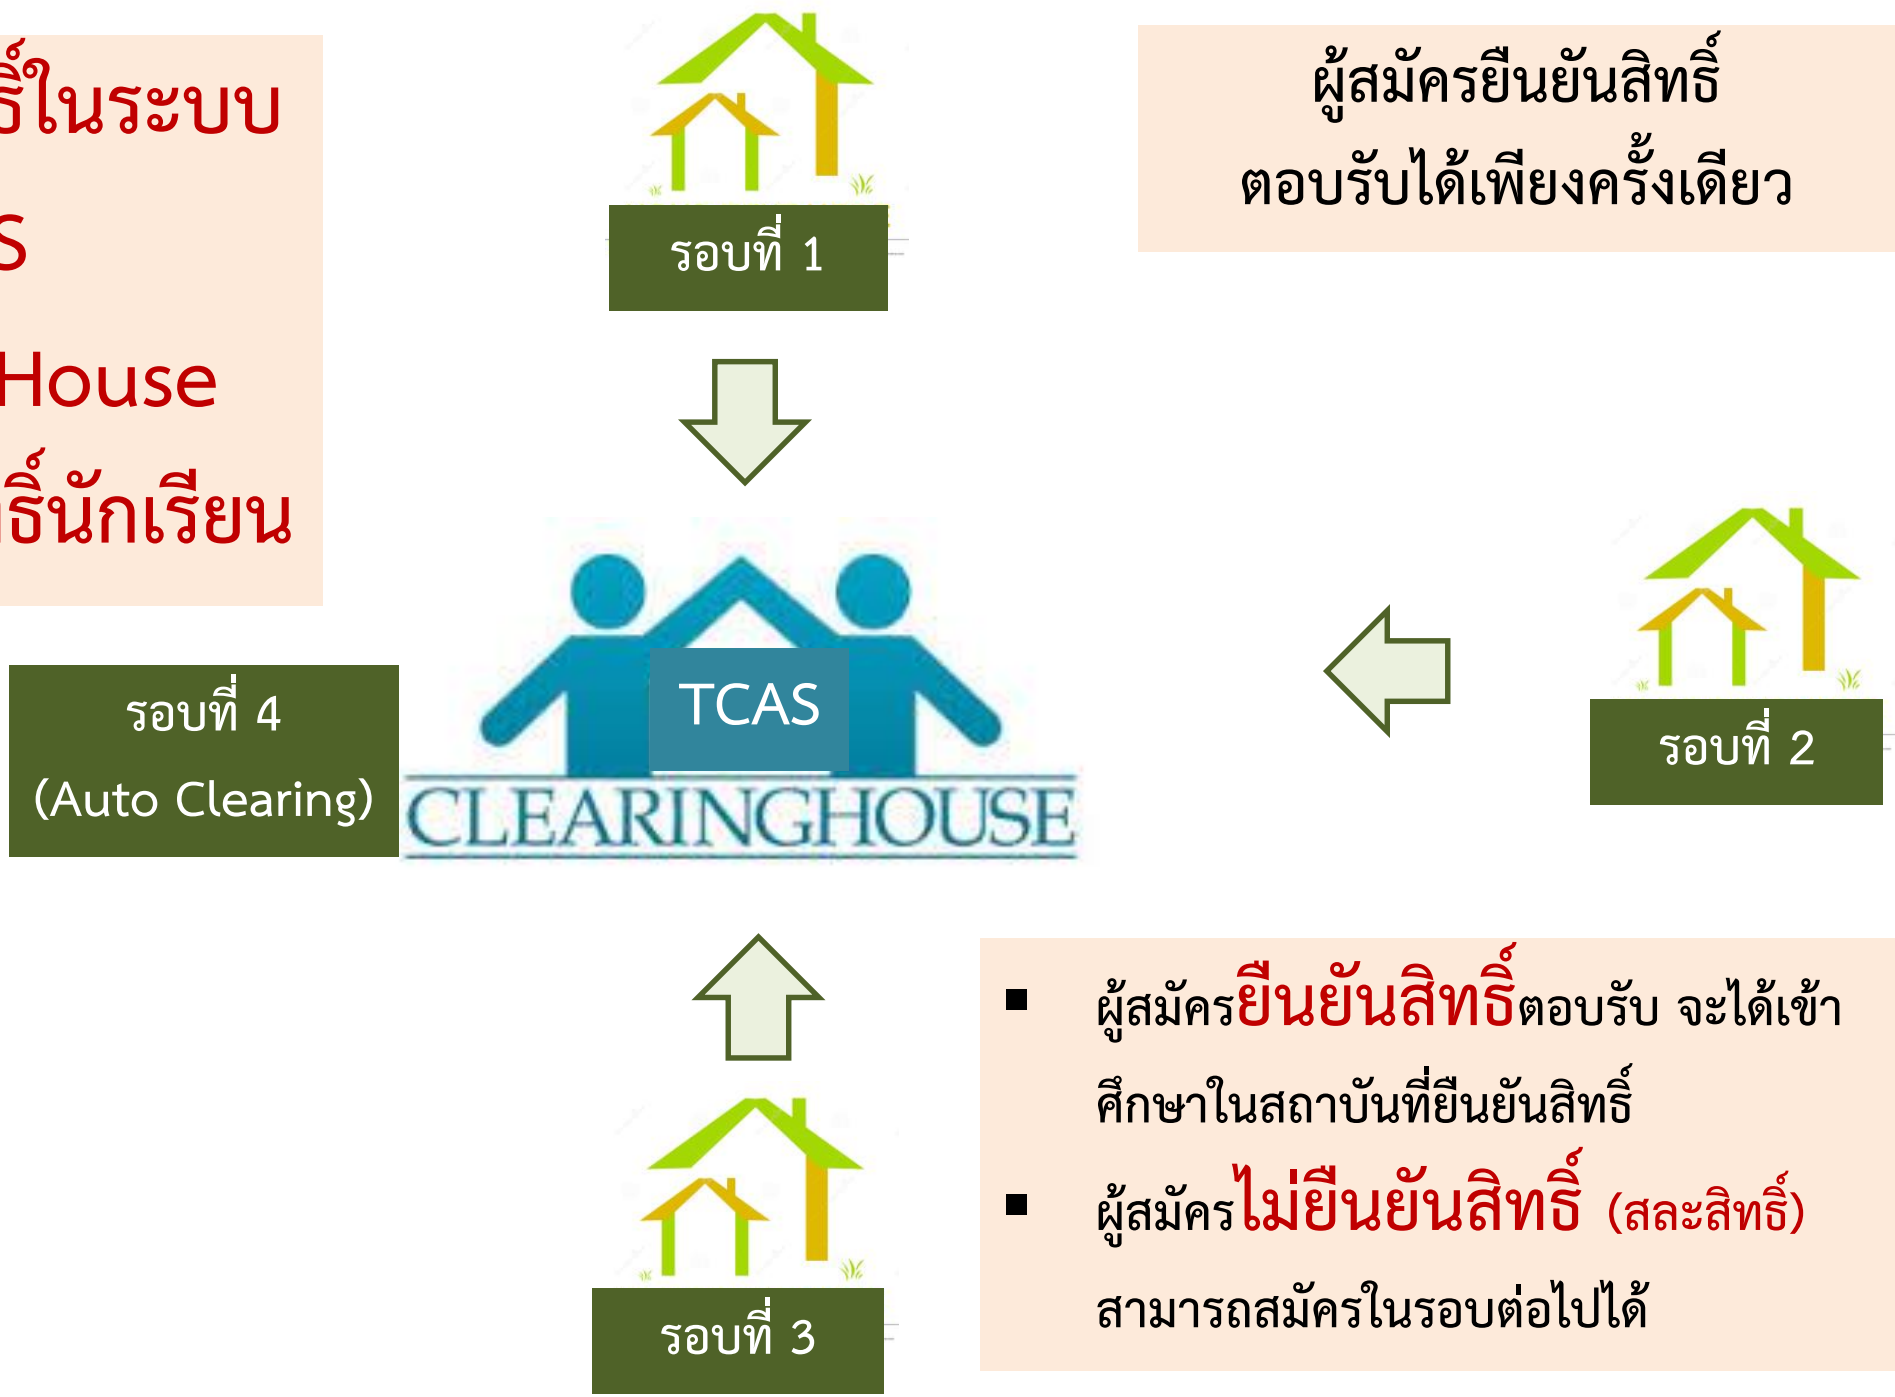 ในระบบ
S
House
นักเรียน
รอบที่ 1
ผู้สมัครยืนยันสิทธิ์
ตอบรับได้เพียงครั้งเดียว
รอบที่ 4
(Auto Clearing)
TCAS
CLEARINGHOUSE
รอบที่ 2
รอบที่ 3
▪ ผู้สมัครยืนยันสิทธิ์ตอบรับ จะได้เข้า
ศึกษาในสถาบันที่ยืนยันสิทธิ์
▪ ผู้สมัครไม่ยืนยันสิทธิ์ (สละสิทธิ์)
สามารถสมัครในรอบต่อไปได้